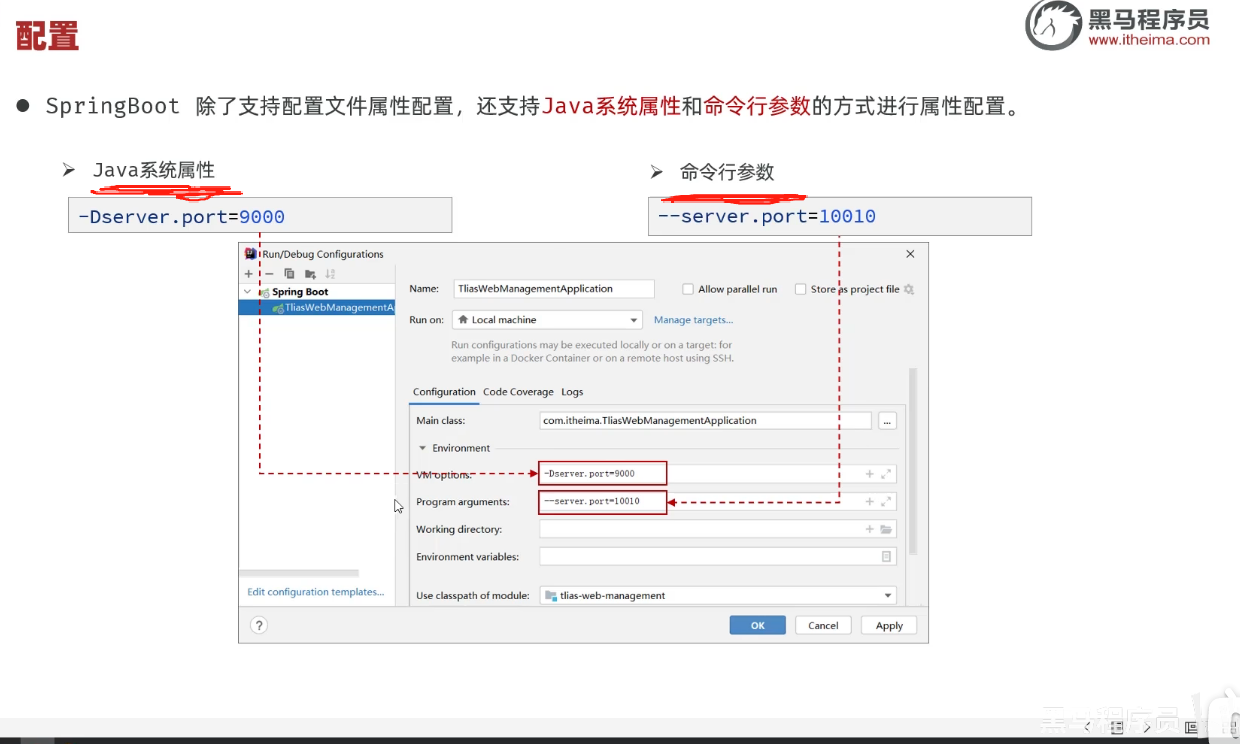 配置
黑马程序员
www.itheima.com
SpringBoot 除了支持配置文件属性配置，还支持Java系统属性和命令行参数的方式进行属性配置。
Java系统属性
-Dserver.port=9000
命令行参数
--server.port=10010
Run/Debug Configurations
Spring Boot
TliasWebManagementA
Name: TliasWebManagementApplication
Allow parallel run
Store as project file
Run on: Local machine
Manage targets...
Run configurations may be executed locally or on a target: for
example in a Docker Container or on a remote host using SSH.
Configuration Code Coverage Logs
Main class: com.itheima.TliasWebManagementApplication ...
Environment
VM options: -Dserver.port=9000
Program arguments: --server.port=10010
Working directory:
Environment variables:
Use classpath of module: tlias-web-management
Edit configuration templates...
? OK Cancel Apply
黑马程序员